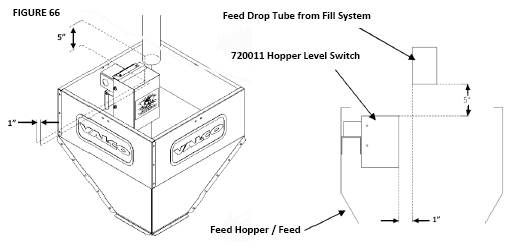 FIGURE 66
Feed Drop Tube from Fill System
5"
720011 Hopper Level Switch
5"
1"
VALCO
VALCO
1"
Feed Hopper / Feed